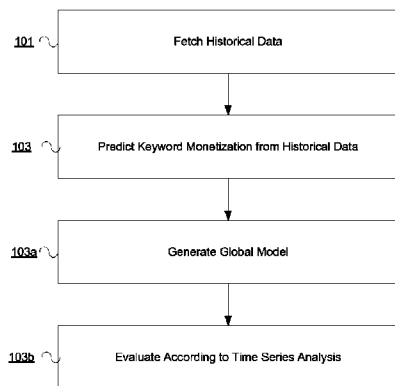 101 Fetch Historical Data
103 Predict Keyword Monetization from Historical Data
103a Generate Global Model
103b Evaluate According to Time Series Analysis